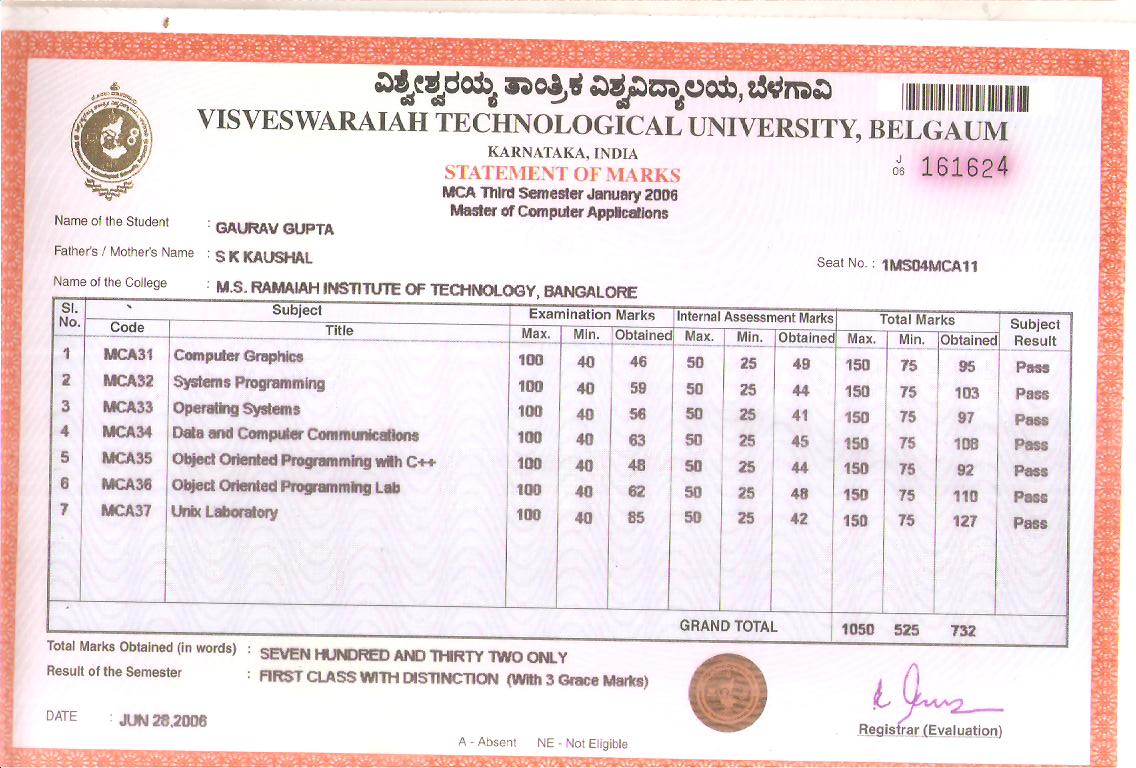 ವಿಶ್ವೇಶ್ವರಯ್ಯ ತಾಂತ್ರಿಕ ವಿಶ್ವವಿದ್ಯಾಲಯ, ಬೆಳಗಾವಿ
VISVESWARAIAH TECHNOLOGICAL UNIVERSITY, BELGAUM
KARNATAKA, INDIA
J 06 161624
STATEMENT OF MARKS
MCA Third Semester January 2006
Master of Computer Applications
Name of the Student : GAURAV GUPTA
Father's / Mother's Name : S K KAUSHAL
Seat No. : 1MS04MCA11
Name of the College : M.S. RAMAIAH INSTITUTE OF TECHNOLOGY, BANGALORE
Sl. No. Subject Examination Marks Internal Assessment Marks Total Marks Subject Result
Code Title Max. Min. Obtained Max. Min. Obtained Max. Min. Obtained
1 MCA31 Computer Graphics 100 40 46 50 25 49 150 75 95 Pass
2 MCA32 Systems Programming 100 40 59 50 25 44 150 75 103 Pass
3 MCA33 Operating Systems 100 40 56 50 25 41 150 75 97 Pass
4 MCA34 Data and Computer Communications 100 40 63 50 25 45 150 75 108 Pass
5 MCA35 Object Oriented Programming with C++ 100 40 48 50 25 44 150 75 92 Pass
6 MCA36 Object Oriented Programming Lab 100 40 62 50 25 48 150 75 110 Pass
7 MCA37 Unix Laboratory 100 40 85 50 25 42 150 75 127 Pass
GRAND TOTAL 1050 525 732
Total Marks Obtained (in words) : SEVEN HUNDRED AND THIRTY TWO ONLY
Result of the Semester : FIRST CLASS WITH DISTINCTION (With 3 Grace Marks)
DATE : JUN 28,2006
Registrar (Evaluation)
A - Absent NE - Not Eligible